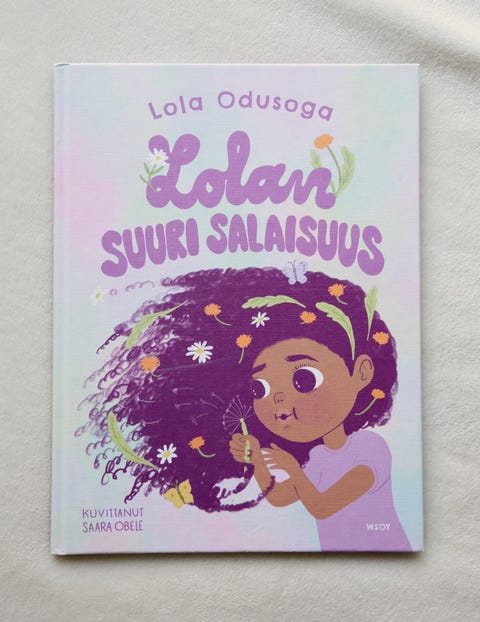 Lola Odusoga
Lolan
SUURI SALAISUUS
KUVITTANUT
SAARA OBELE
WSOY